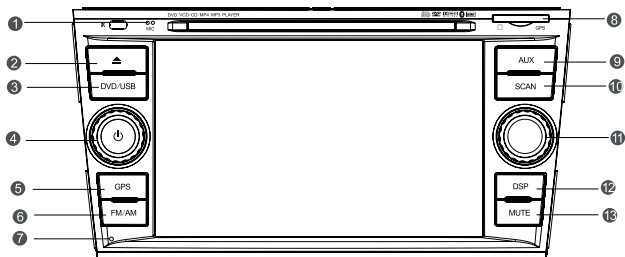 DVD/VCD/CD/MP4/MP3 PLAYER
IR
MIC
GPS
1
2
3
4
5
6
7
8
9
10
11
12
13
DVD/USB
GPS
FM/AM
AUX
SCAN
DSP
MUTE